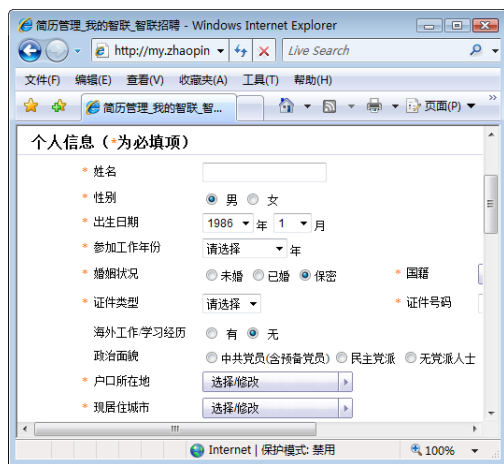 简历管理_我的智联_智联招聘 - Windows Internet Explorer
http://my.zhaopin
Live Search
文件(F) 编辑(E) 查看(V) 收藏夹(A) 工具(T) 帮助(H)
简历管理_我的智联_智... 页面(P) »
个人信息（*为必填项）
* 姓名
* 性别 男 女
* 出生日期 1986 年 1 月
* 参加工作年份 请选择 年
* 婚姻状况 未婚 已婚 保密 * 国籍
* 证件类型 请选择 * 证件号码
海外工作/学习经历 有 无
政治面貌 中共党员(含预备党员) 民主党派 无党派人士
* 户口所在地 选择/修改
* 现居住城市 选择/修改
Internet | 保护模式: 禁用 100%